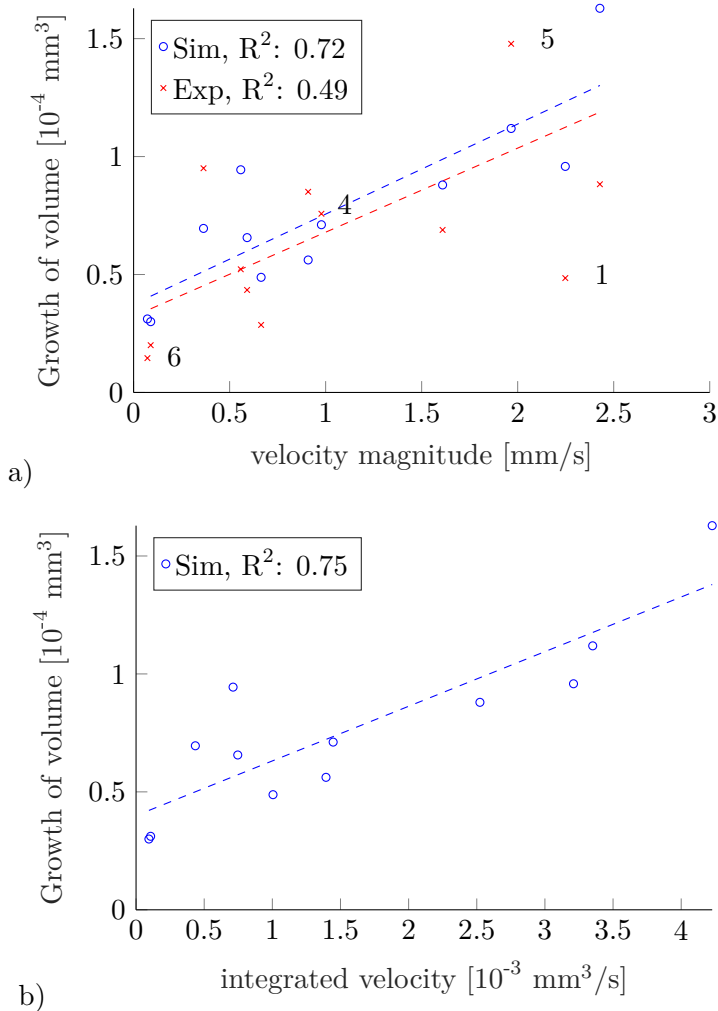 Growth of volume [10⁻⁴ mm³]
1.5
1
0.5
0
Sim, R²: 0.72
Exp, R²: 0.49
5
4
1
6
0 0.5 1 1.5 2 2.5 3
velocity magnitude [mm/s]
a)
Growth of volume [10⁻⁴ mm³]
1.5
1
0.5
0
Sim, R²: 0.75
0 0.5 1 1.5 2 2.5 3 3.5 4
integrated velocity [10⁻³ mm³/s]
b)